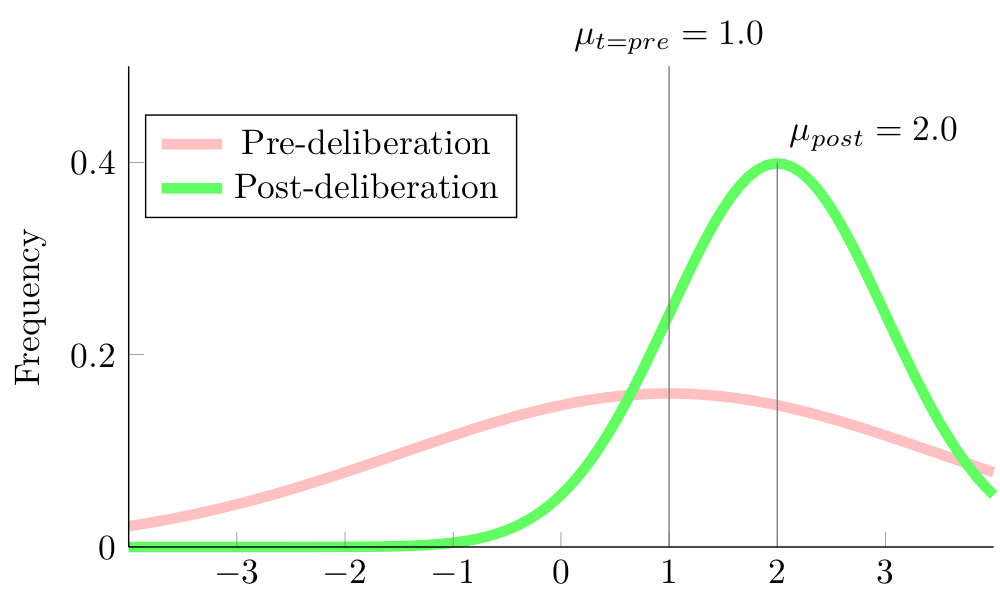 μ_{t=pre} = 1.0
μ_{post} = 2.0
Pre-deliberation
Post-deliberation
Frequency
0.4
0.2
0
−3 −2 −1 0 1 2 3